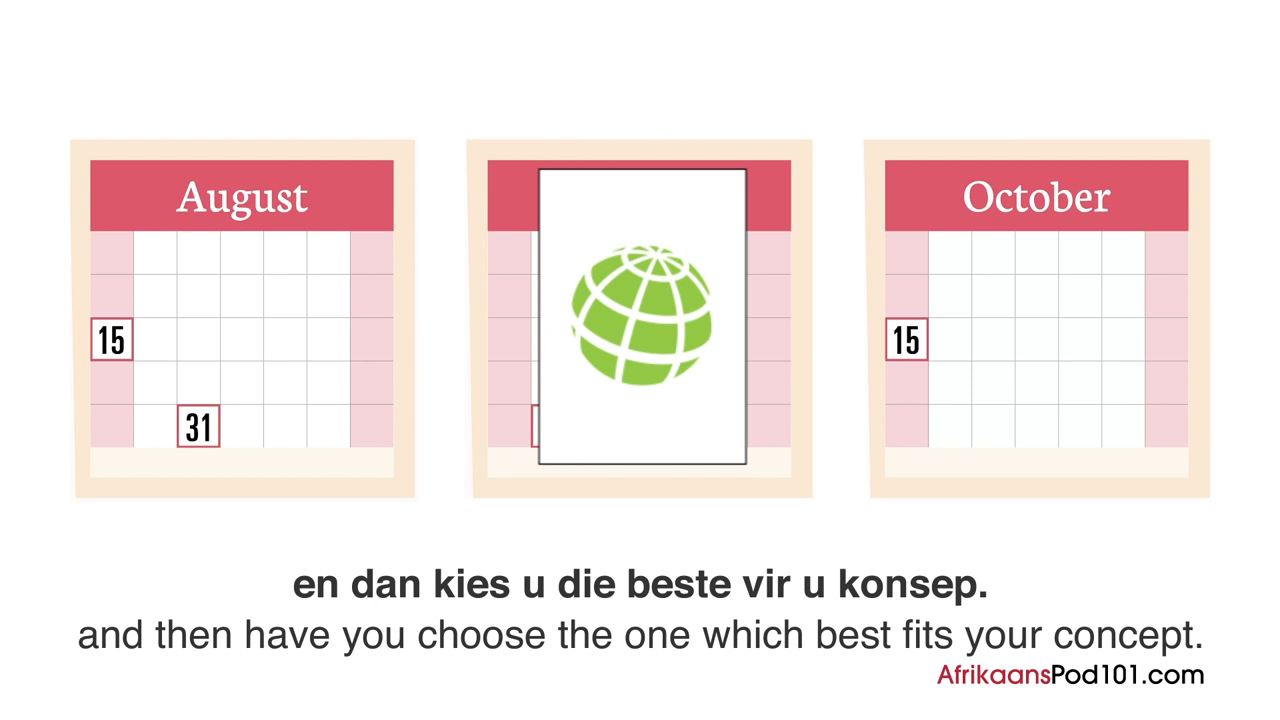 August
October
15
15
31
en dan kies u die beste vir u konsep.
and then have you choose the one which best fits your concept.
AfrikaansPod101.com